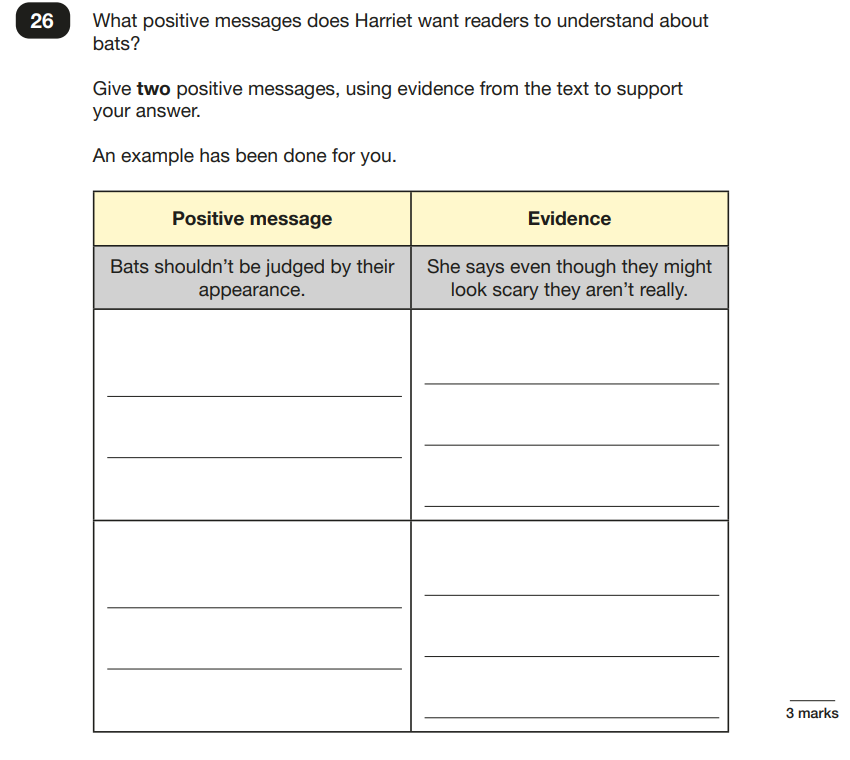 26
What positive messages does Harriet want readers to understand about
bats?
Give two positive messages, using evidence from the text to support
your answer.
An example has been done for you.
Positive message
Evidence
Bats shouldn’t be judged by their
appearance.
She says even though they might
look scary they aren’t really.
3 marks